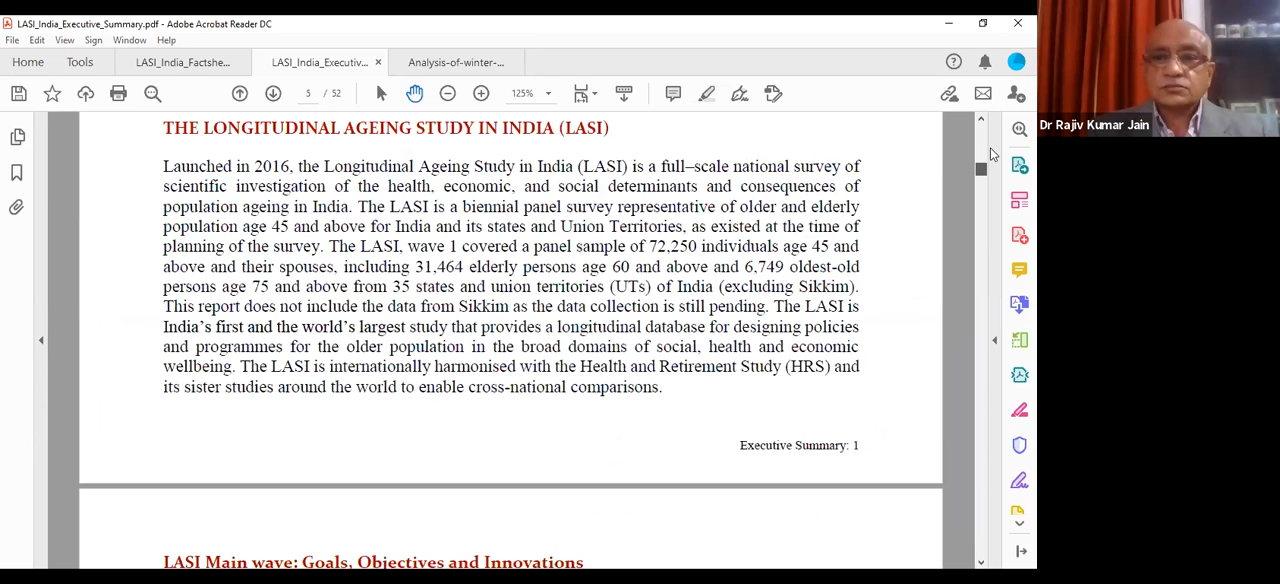 LASI_India_Executive_Summary.pdf - Adobe Acrobat Reader DC
File Edit View Sign Window Help
Home Tools LASI_India_Factshe... LASI_India_Executiv... × Analysis-of-winter-...
5 / 52 125%
Dr Rajiv Kumar Jain
THE LONGITUDINAL AGEING STUDY IN INDIA (LASI)
Launched in 2016, the Longitudinal Ageing Study in India (LASI) is a full–scale national survey of
scientific investigation of the health, economic, and social determinants and consequences of
population ageing in India. The LASI is a biennial panel survey representative of older and elderly
population age 45 and above for India and its states and Union Territories, as existed at the time of
planning of the survey. The LASI, wave 1 covered a panel sample of 72,250 individuals age 45 and
above and their spouses, including 31,464 elderly persons age 60 and above and 6,749 oldest-old
persons age 75 and above from 35 states and union territories (UTs) of India (excluding Sikkim).
This report does not include the data from Sikkim as the data collection is still pending. The LASI is
India's first and the world's largest study that provides a longitudinal database for designing policies
and programmes for the older population in the broad domains of social, health and economic
wellbeing. The LASI is internationally harmonised with the Health and Retirement Study (HRS) and
its sister studies around the world to enable cross-national comparisons.
Executive Summary: 1
LASI Main wave: Goals, Objectives and Innovations